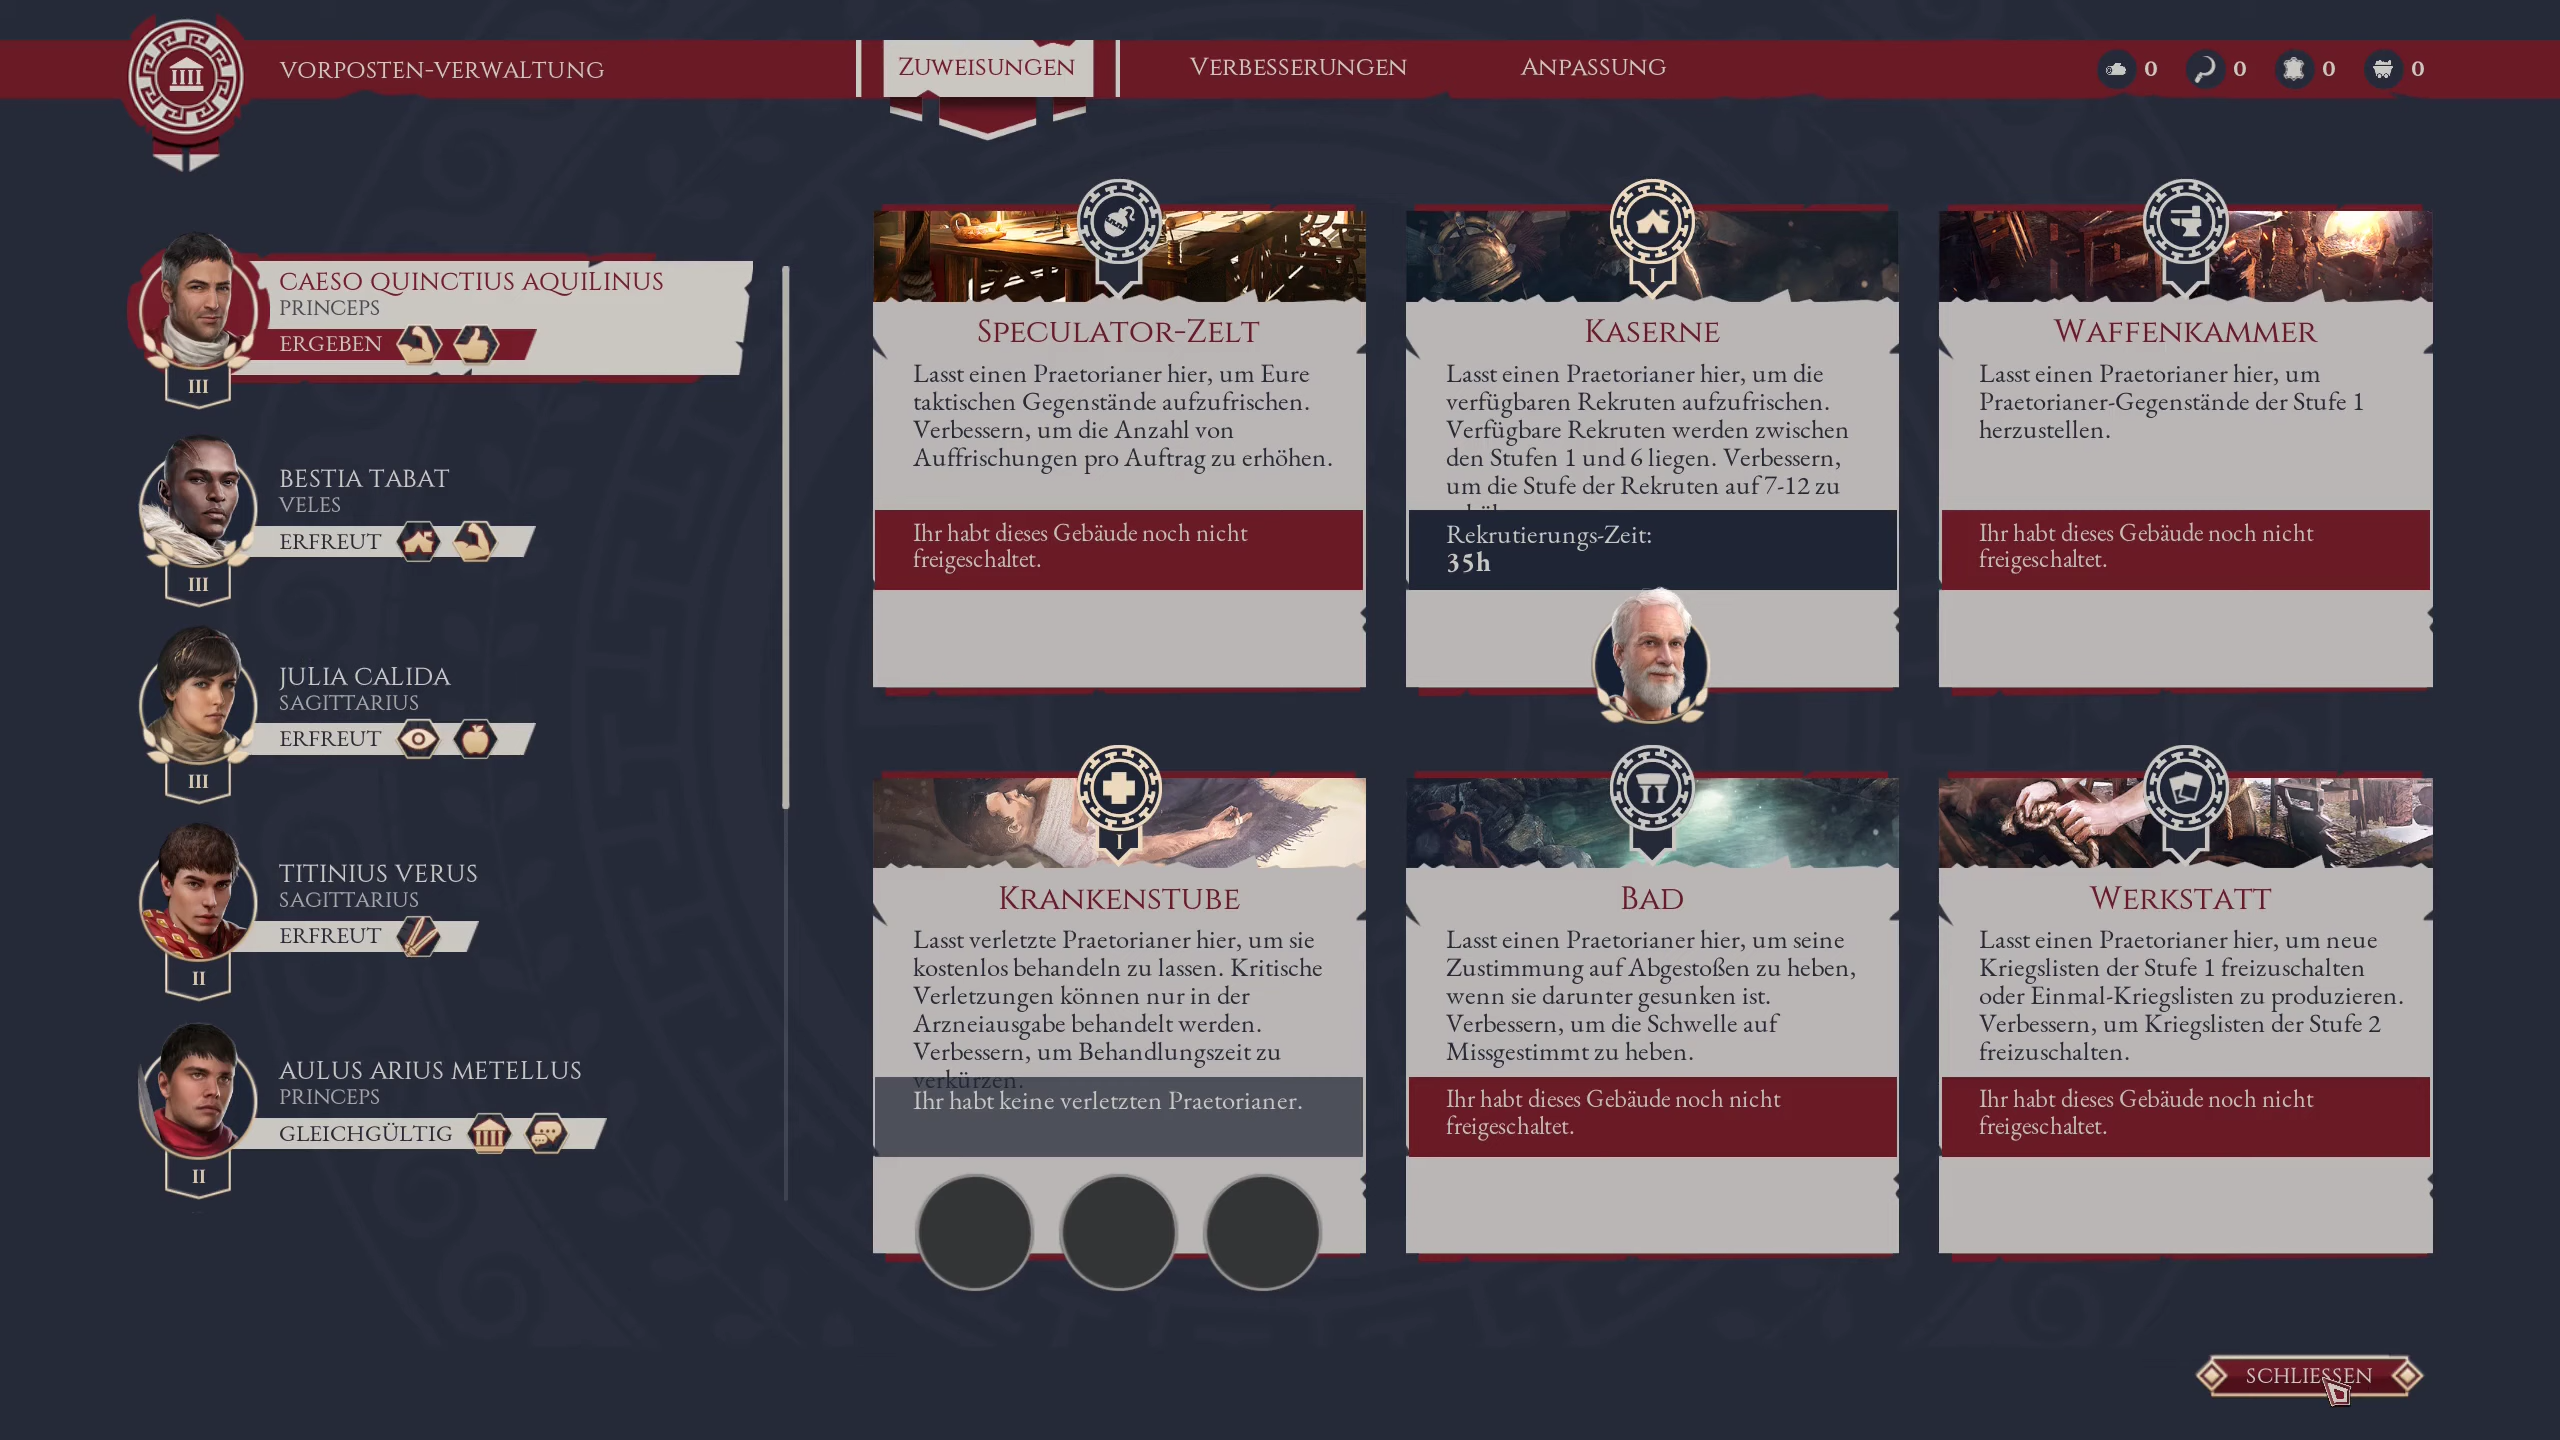 VORPOSTEN-VERWALTUNG
ZUWEISUNGEN
VERBESSERUNGEN
ANPASSUNG
0
0
0
0
CAESO QUINCTIUS AQUILINUS
PRINCEPS
ERGEBEN
III
BESTIA TABAT
VELES
ERFREUT
III
JULIA CALIDA
SAGITTARIUS
ERFREUT
III
TITINIUS VERUS
SAGITTARIUS
ERFREUT
II
AULUS ARIUS METELLUS
PRINCEPS
GLEICHGÜLTIG
II
SPECULATOR-ZELT
Lasst einen Praetorianer hier, um Eure
taktischen Gegenstände aufzufrischen.
Verbessern, um die Anzahl von
Auffrischungen pro Auftrag zu erhöhen.
Ihr habt dieses Gebäude noch nicht
freigeschaltet.
I
KASERNE
Lasst einen Praetorianer hier, um die
verfügbaren Rekruten aufzufrischen.
Verfügbare Rekruten werden zwischen
den Stufen 1 und 6 liegen. Verbessern,
um die Stufe der Rekruten auf 7-12 zu
Rekrutierungs-Zeit:
35h
WAFFENKAMMER
Lasst einen Praetorianer hier, um
Praetorianer-Gegenstände der Stufe 1
herzustellen.
Ihr habt dieses Gebäude noch nicht
freigeschaltet.
I
KRANKENSTUBE
Lasst verletzte Praetorianer hier, um sie
kostenlos behandeln zu lassen. Kritische
Verletzungen können nur in der
Arzneiausgabe behandelt werden.
Verbessern, um Behandlungszeit zu
verkürzen.
Ihr habt keine verletzten Praetorianer.
BAD
Lasst einen Praetorianer hier, um seine
Zustimmung auf Abgestoßen zu heben,
wenn sie darunter gesunken ist.
Verbessern, um die Schwelle auf
Missgestimmt zu heben.
Ihr habt dieses Gebäude noch nicht
freigeschaltet.
WERKSTATT
Lasst einen Praetorianer hier, um neue
Kriegslisten der Stufe 1 freizuschalten
oder Einmal-Kriegslisten zu produzieren.
Verbessern, um Kriegslisten der Stufe 2
freizuschalten.
Ihr habt dieses Gebäude noch nicht
freigeschaltet.
SCHLIESSEN